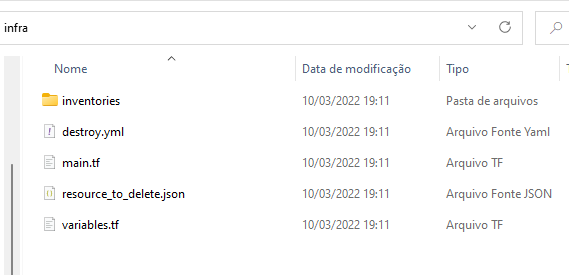 infra
Nome Data de modificação Tipo
inventories 10/03/2022 19:11 Pasta de arquivos
destroy.yml 10/03/2022 19:11 Arquivo Fonte Yaml
main.tf 10/03/2022 19:11 Arquivo TF
resource_to_delete.json 10/03/2022 19:11 Arquivo Fonte JSON
variables.tf 10/03/2022 19:11 Arquivo TF